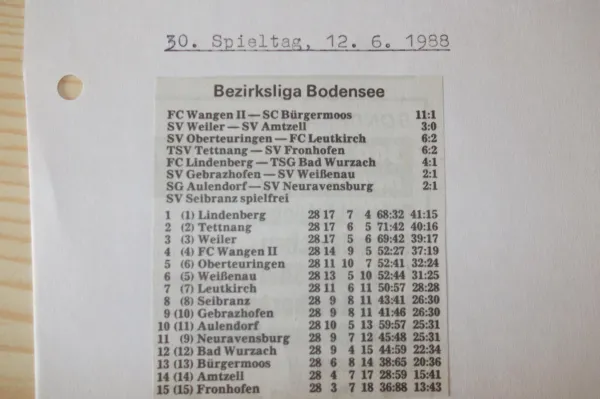 30. Spieltag, 12. 6. 1988
Bezirksliga Bodensee
FC Wangen II — SC Bürgermoos 11:1
SV Weiler — SV Amtzell 3:0
SV Oberteuringen — FC Leutkirch 6:2
TSV Tettnang — SV Fronhofen 6:2
FC Lindenberg — TSG Bad Wurzach 4:1
SV Gebrazhofen — SV Weißenau 2:1
SG Aulendorf — SV Neuravensburg 2:1
SV Seibranz spielfrei
1 (1) Lindenberg 28 17 7 4 68:32 41:15
2 (2) Tettnang 28 17 6 5 71:42 40:16
3 (3) Weiler 28 17 5 6 69:42 39:17
4 (4) FC Wangen II 28 14 9 5 52:27 37:19
5 (6) Oberteuringen 28 11 10 7 52:41 32:24
6 (5) Weißenau 28 13 5 10 52:44 31:25
7 (7) Leutkirch 28 11 6 11 50:57 28:28
8 (8) Seibranz 28 9 8 11 43:41 26:30
9 (10) Gebrazhofen 28 9 8 11 41:46 26:30
10 (11) Aulendorf 28 10 5 13 59:57 25:31
11 (9) Neuravensburg 28 9 7 12 45:48 25:31
12 (12) Bad Wurzach 28 9 4 15 44:59 22:34
13 (13) Bürgermoos 28 6 8 14 38:65 20:36
14 (14) Amtzell 28 4 7 17 28:59 15:41
15 (15) Fronhofen 28 3 7 18 36:88 13:43